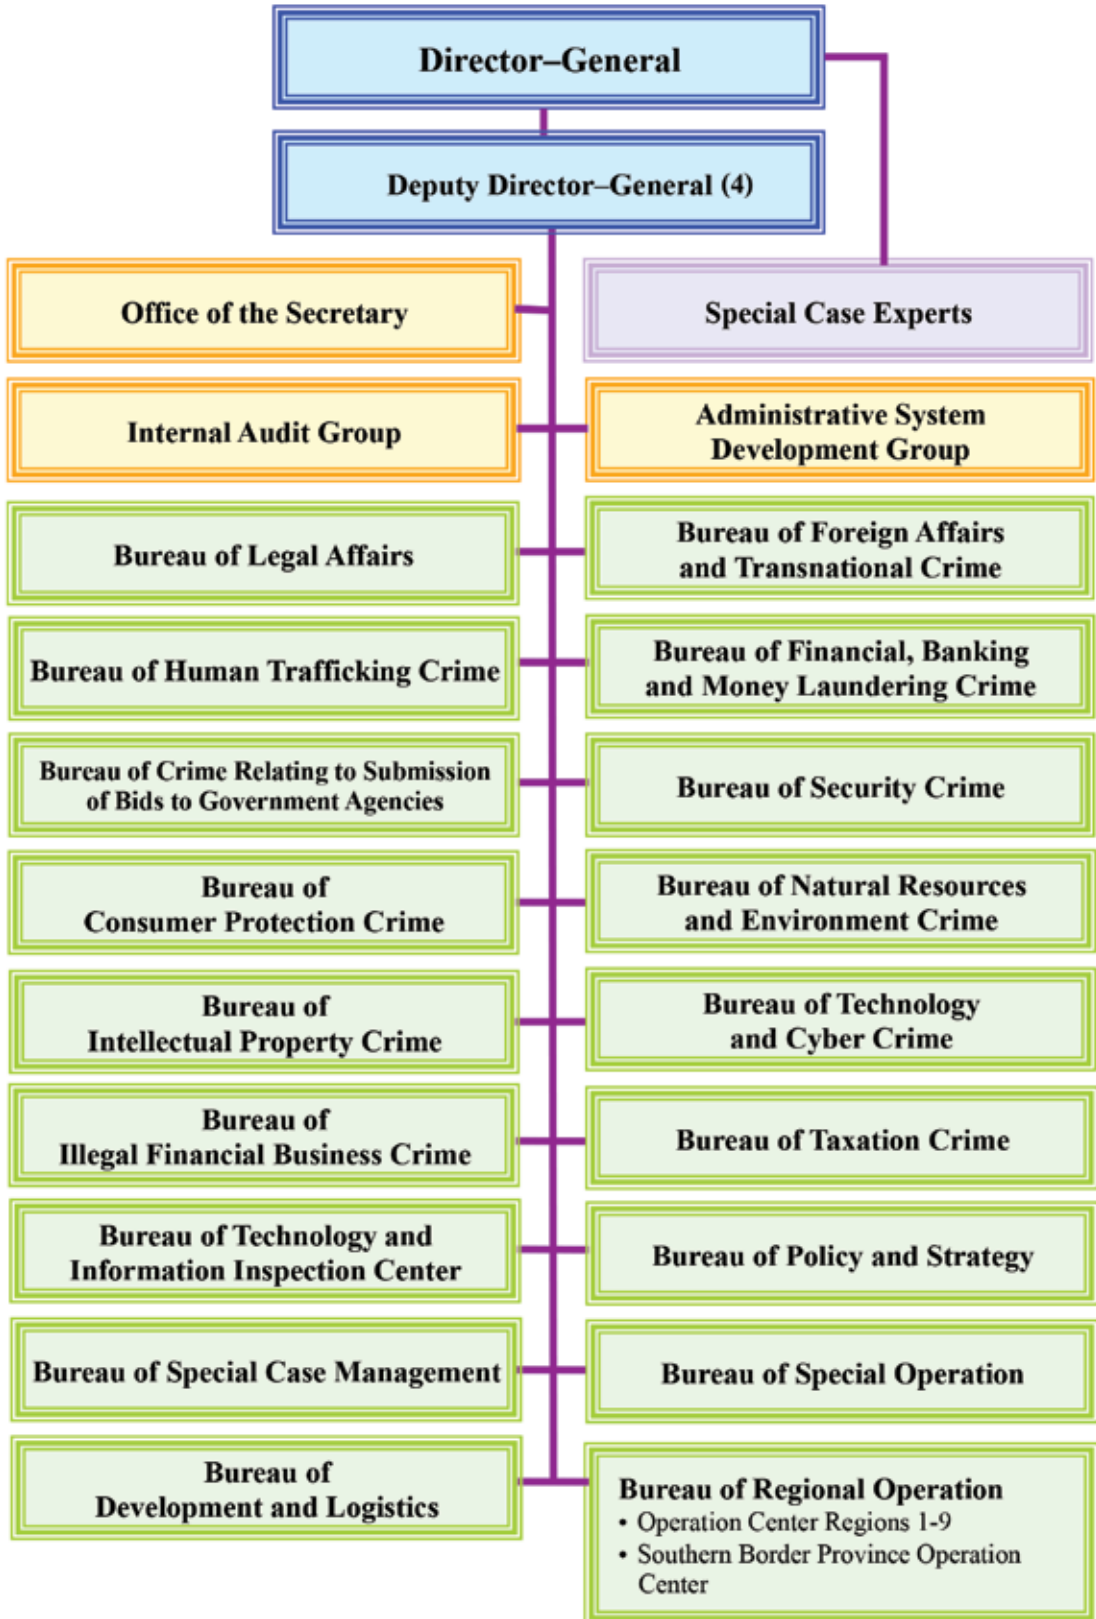 Director–General
Deputy Director–General (4)
Office of the Secretary
Special Case Experts
Internal Audit Group
Administrative System
Development Group
Bureau of Legal Affairs
Bureau of Foreign Affairs
and Transnational Crime
Bureau of Human Trafficking Crime
Bureau of Financial, Banking
and Money Laundering Crime
Bureau of Crime Relating to Submission
of Bids to Government Agencies
Bureau of Security Crime
Bureau of
Consumer Protection Crime
Bureau of Natural Resources
and Environment Crime
Bureau of
Intellectual Property Crime
Bureau of Technology
and Cyber Crime
Bureau of
Illegal Financial Business Crime
Bureau of Taxation Crime
Bureau of Technology and
Information Inspection Center
Bureau of Policy and Strategy
Bureau of Special Case Management
Bureau of Special Operation
Bureau of
Development and Logistics
Bureau of Regional Operation
• Operation Center Regions 1-9
• Southern Border Province Operation
Center